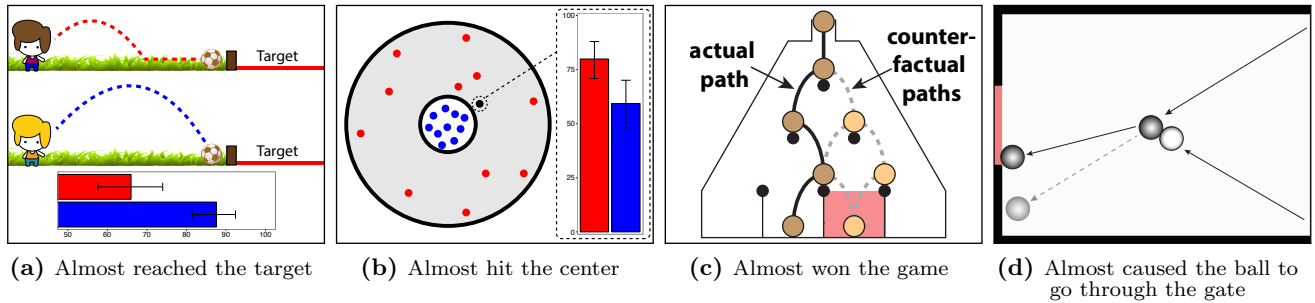 Target
Target
50 60 70 80 90 100
(a) Almost reached the target
100
75
50
25
0
(b) Almost hit the center
actual
path
counter-
factual
paths
(c) Almost won the game
(d) Almost caused the ball to
go through the gate